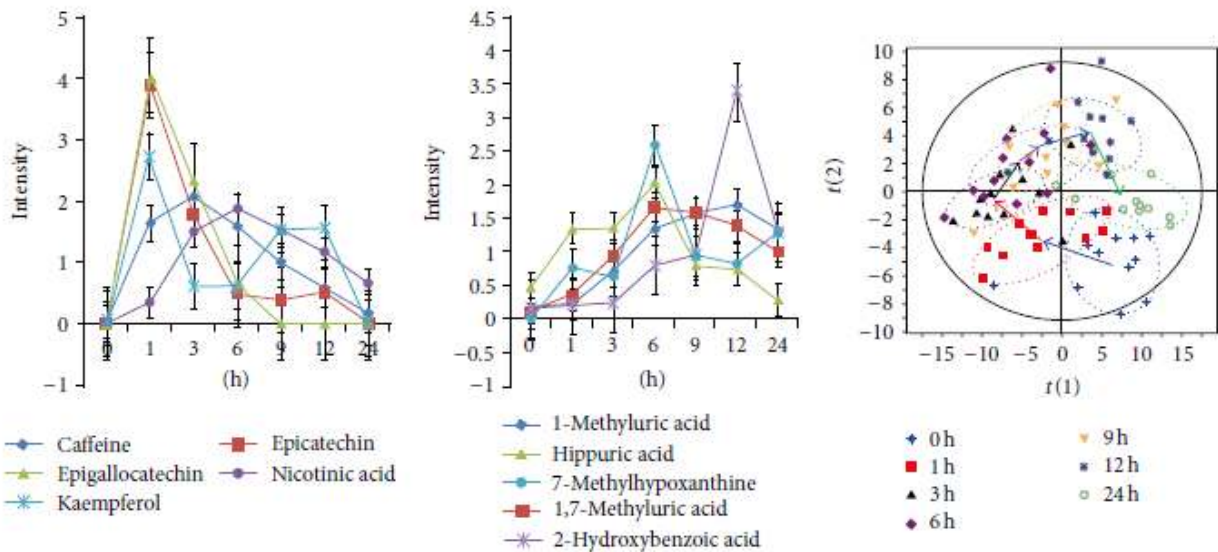 5
4
3
2
1
0
−1
Intensity
0 1 3 6 9 12 24
(h)
Caffeine
Epicatechin
Epigallocatechin
Nicotinic acid
Kaempferol
4.5
4
3.5
3
2.5
2
1.5
1
0.5
0
−0.5
−1
Intensity
0 1 3 6 9 12 24
(h)
1-Methyluric acid
Hippuric acid
7-Methylhypoxanthine
1,7-Methyluric acid
2-Hydroxybenzoic acid
10
8
6
4
2
0
−2
−4
−6
−8
−10
t(2)
−15 −10 −5 0 5 10 15
t(1)
0 h
1 h
3 h
6 h
9 h
12 h
24 h